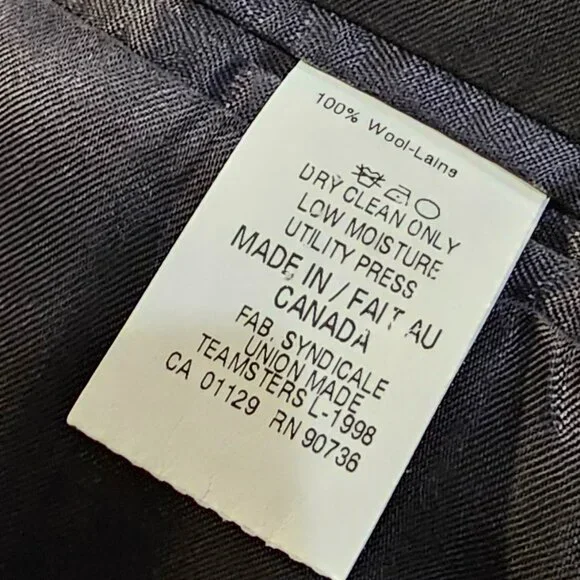 100% Wool-Laine
DRY CLEAN ONLY
LOW MOISTURE
UTILITY PRESS
MADE IN / FAIT AU
CANADA
FAB. SYNDICALE
UNION MADE
TEAMSTERS L-1998
CA 01129 RN 90736